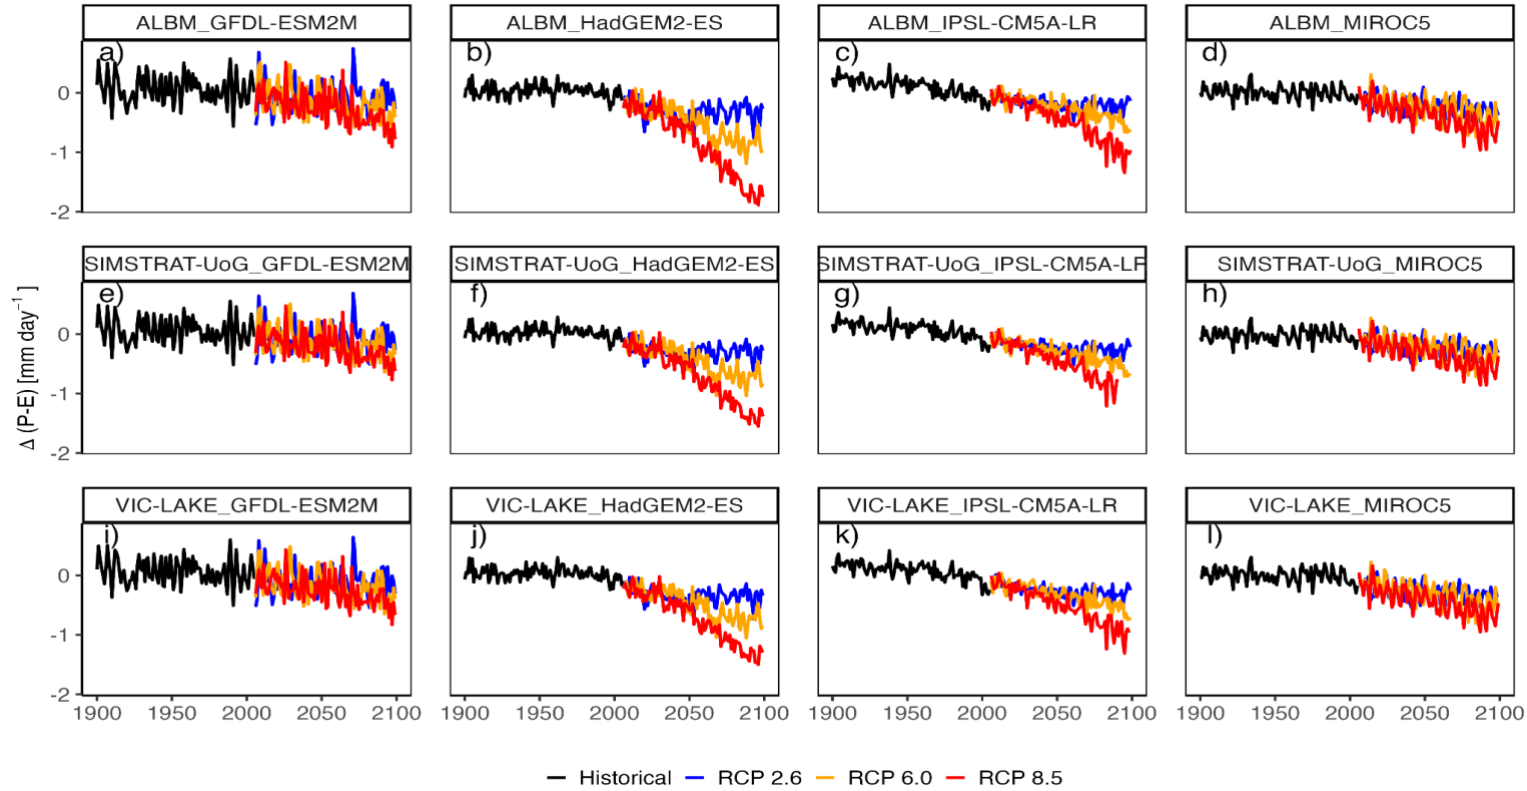 ALBM_GFDL-ESM2M ALBM_HadGEM2-ES ALBM_IPSL-CM5A-LR ALBM_MIROC5
a) b) c) d)
0
-1
-2
SIMSTRAT-UoG_GFDL-ESM2M SIMSTRAT-UoG_HadGEM2-ES SIMSTRAT-UoG_IPSL-CM5A-LR SIMSTRAT-UoG_MIROC5
e) f) g) h)
0
-1
-2
Δ (P-E) [mm day⁻¹ ]
VIC-LAKE_GFDL-ESM2M VIC-LAKE_HadGEM2-ES VIC-LAKE_IPSL-CM5A-LR VIC-LAKE_MIROC5
i) j) k) l)
0
-1
-2
1900 1950 2000 2050 2100 1900 1950 2000 2050 2100 1900 1950 2000 2050 2100 1900 1950 2000 2050 2100
Historical RCP 2.6 RCP 6.0 RCP 8.5